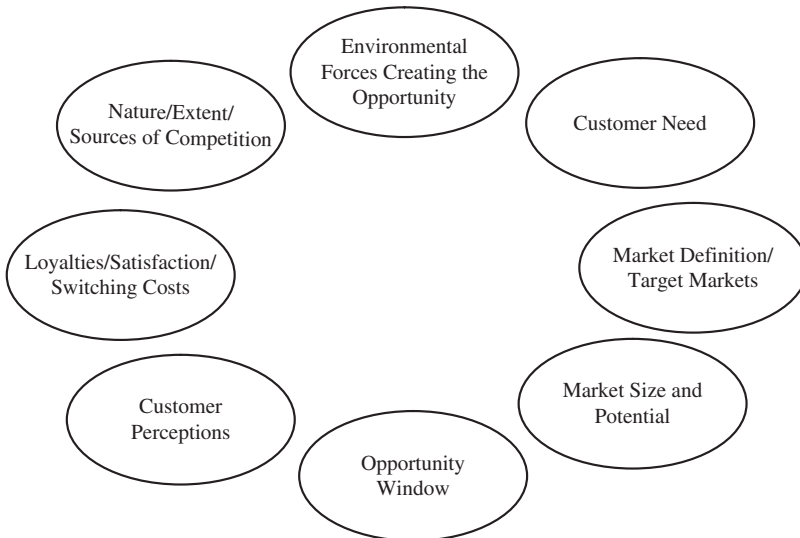 Environmental
Forces Creating the
Opportunity
Customer Need
Market Definition/
Target Markets
Market Size and
Potential
Opportunity
Window
Customer
Perceptions
Loyalties/Satisfaction/
Switching Costs
Nature/Extent/
Sources of Competition